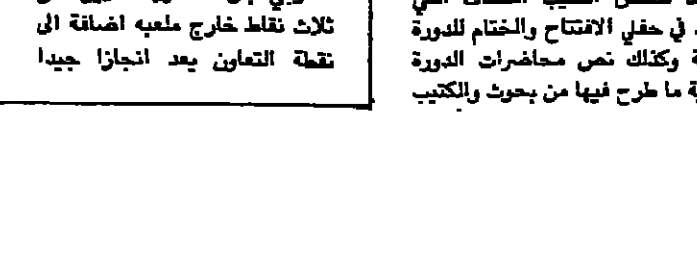 في حفلي الافتتاح والختام للدورة
وكذلك نص محاضرات الدورة
ما طرح فيها من بحوث والكتيب
ثلاث نقاط خارج ملعبه اضافة الى
نقطة التعاون يعد انجازا جيدا